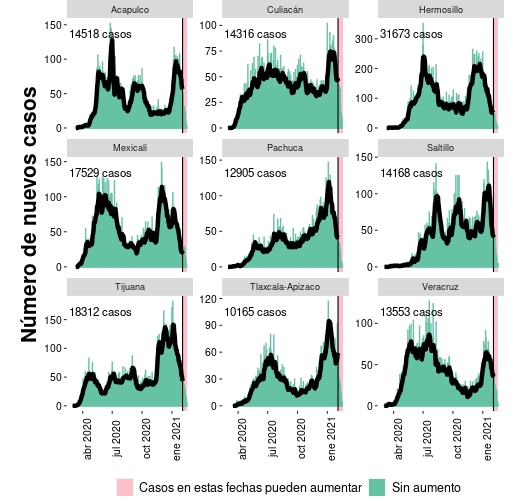 Número de nuevos casos
Acapulco
Culiacán
Hermosillo
150
100
50
0
14518 casos
100
75
50
25
0
14316 casos
300
200
100
0
31673 casos
Mexicali
Pachuca
Saltillo
150
100
50
0
17529 casos
150
100
50
0
12905 casos
150
100
50
0
14168 casos
Tijuana
Tlaxcala-Apizaco
Veracruz
150
100
50
0
18312 casos
120
90
60
30
0
10165 casos
100
50
0
13553 casos
abr 2020
jul 2020
oct 2020
ene 2021
abr 2020
jul 2020
oct 2020
ene 2021
abr 2020
jul 2020
oct 2020
ene 2021
Casos en estas fechas pueden aumentar
Sin aumento